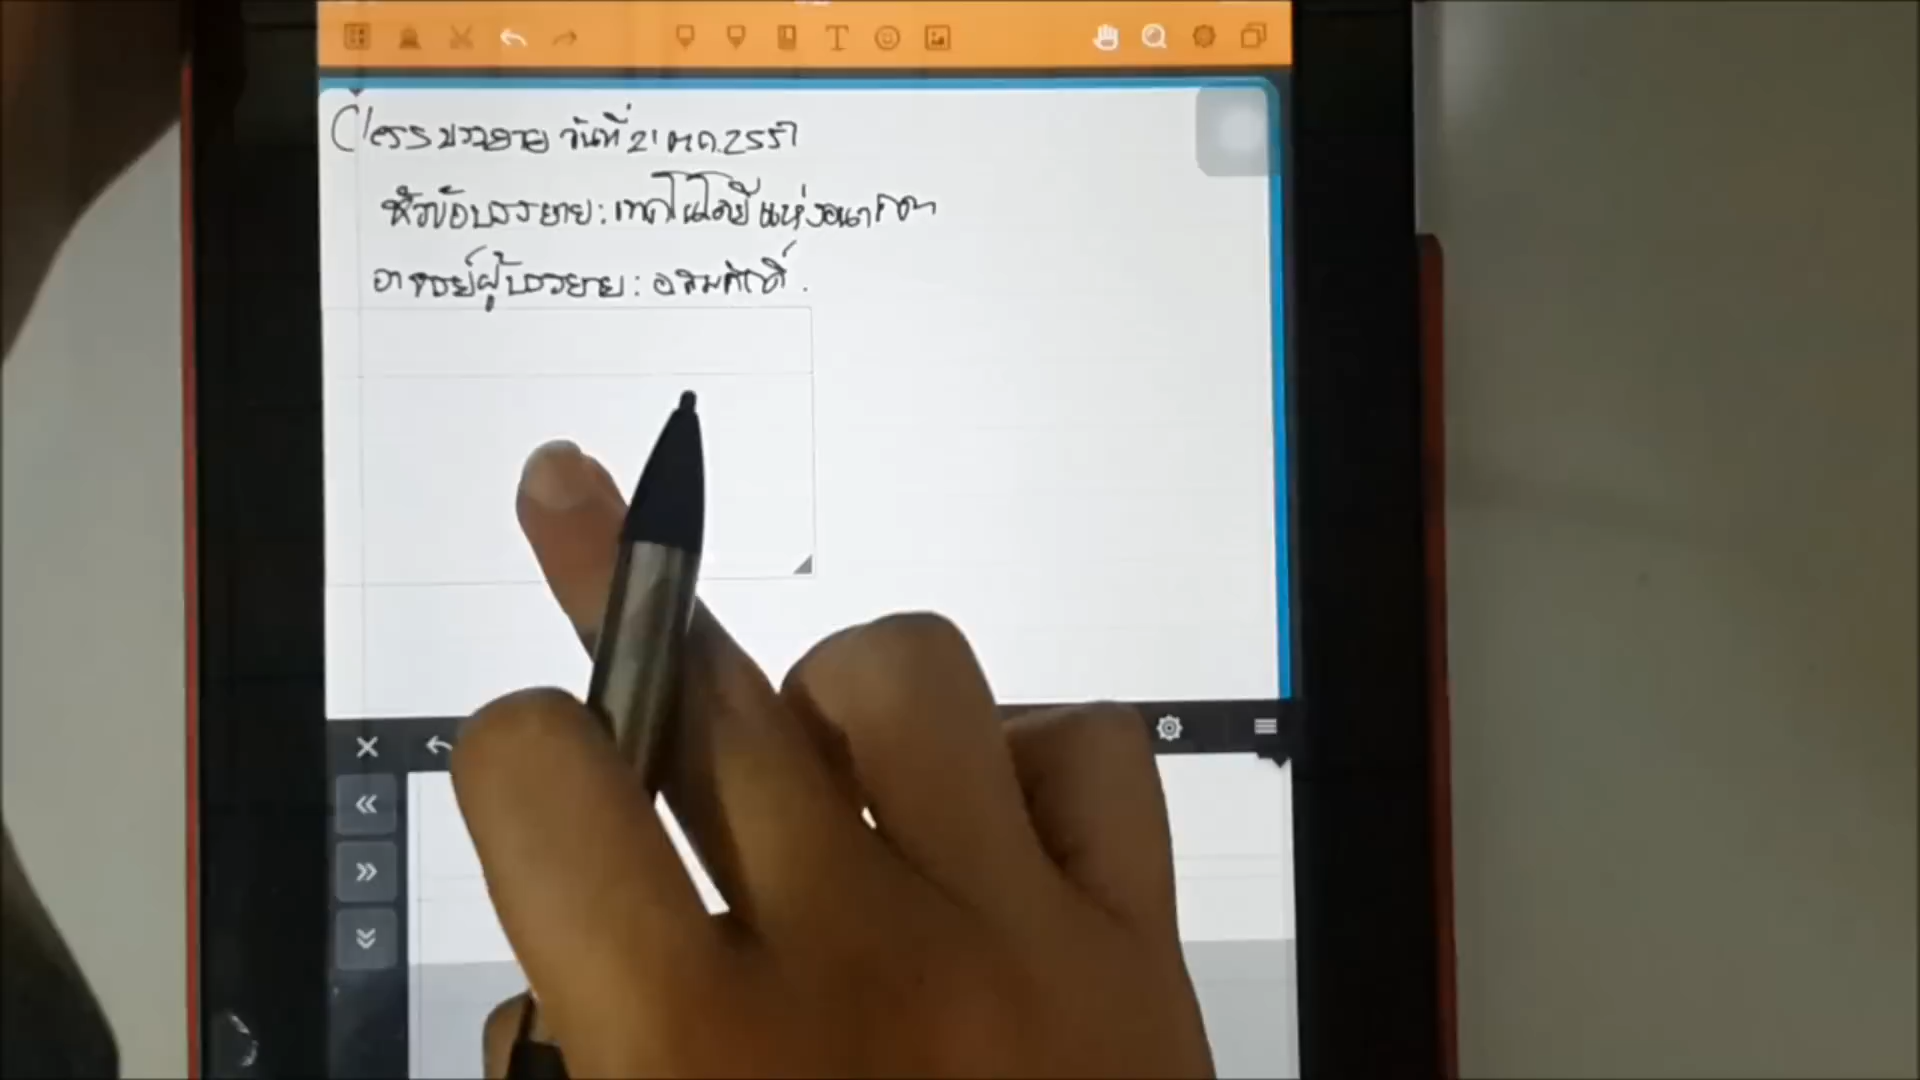 Class บรรยาย วันที่ 21 ตค.2557
หัวข้อบรรยาย: เทคโนโลยีแห่งอนาคต
อาจารย์ผู้บรรยาย: อ.สมศักดิ์.
T